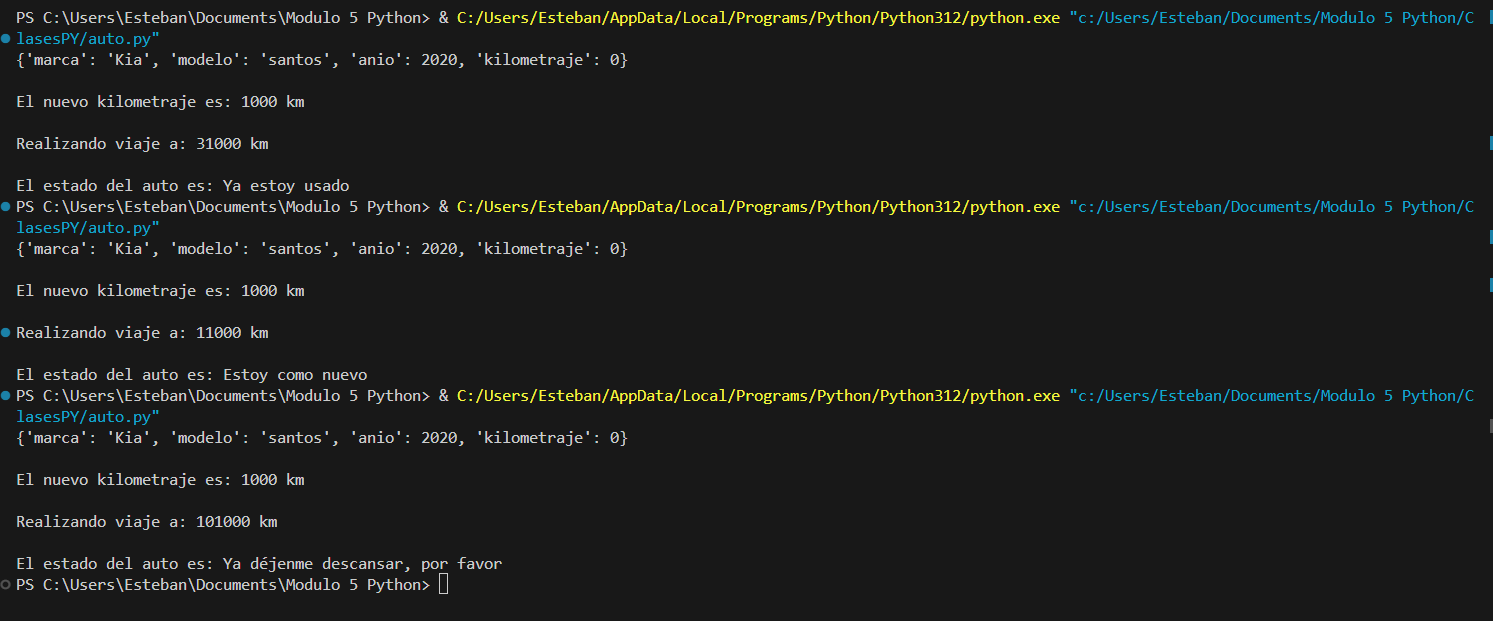 PS C:\Users\Esteban\Documents\Modulo 5 Python> & C:/Users/Esteban/AppData/Local/Programs/Python/Python312/python.exe "c:/Users/Esteban/Documents/Modulo 5 Python/C
lasesPY/auto.py"
{'marca': 'Kia', 'modelo': 'santos', 'anio': 2020, 'kilometraje': 0}
El nuevo kilometraje es: 1000 km
Realizando viaje a: 31000 km
El estado del auto es: Ya estoy usado
PS C:\Users\Esteban\Documents\Modulo 5 Python> & C:/Users/Esteban/AppData/Local/Programs/Python/Python312/python.exe "c:/Users/Esteban/Documents/Modulo 5 Python/C
lasesPY/auto.py"
{'marca': 'Kia', 'modelo': 'santos', 'anio': 2020, 'kilometraje': 0}
El nuevo kilometraje es: 1000 km
Realizando viaje a: 11000 km
El estado del auto es: Estoy como nuevo
PS C:\Users\Esteban\Documents\Modulo 5 Python> & C:/Users/Esteban/AppData/Local/Programs/Python/Python312/python.exe "c:/Users/Esteban/Documents/Modulo 5 Python/C
lasesPY/auto.py"
{'marca': 'Kia', 'modelo': 'santos', 'anio': 2020, 'kilometraje': 0}
El nuevo kilometraje es: 1000 km
Realizando viaje a: 101000 km
El estado del auto es: Ya déjenme descansar, por favor
PS C:\Users\Esteban\Documents\Modulo 5 Python>